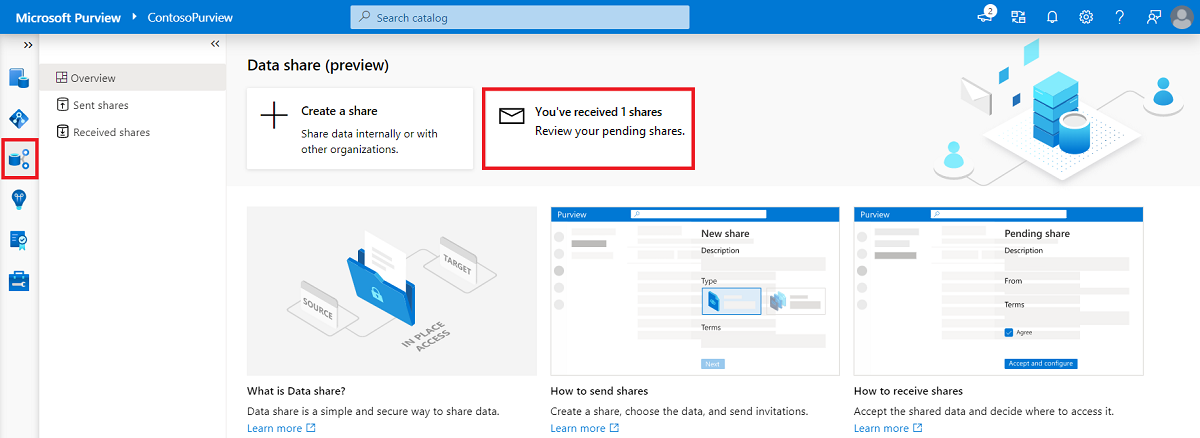 Microsoft Purview ContosoPurview
Search catalog
2
Overview
Sent shares
Received shares
Data share (preview)
Create a share
Share data internally or with
other organizations.
You've received 1 shares
Review your pending shares.
SOURCE
TARGET
IN PLACE
ACCESS
What is Data share?
Data share is a simple and secure way to share data.
Learn more
Purview
New share
Description
Type
Terms
Next
How to send shares
Create a share, choose the data, and send invitations.
Learn more
Purview
Pending share
Description
From
Terms
Agree
Accept and configure
How to receive shares
Accept the shared data and decide where to access it.
Learn more